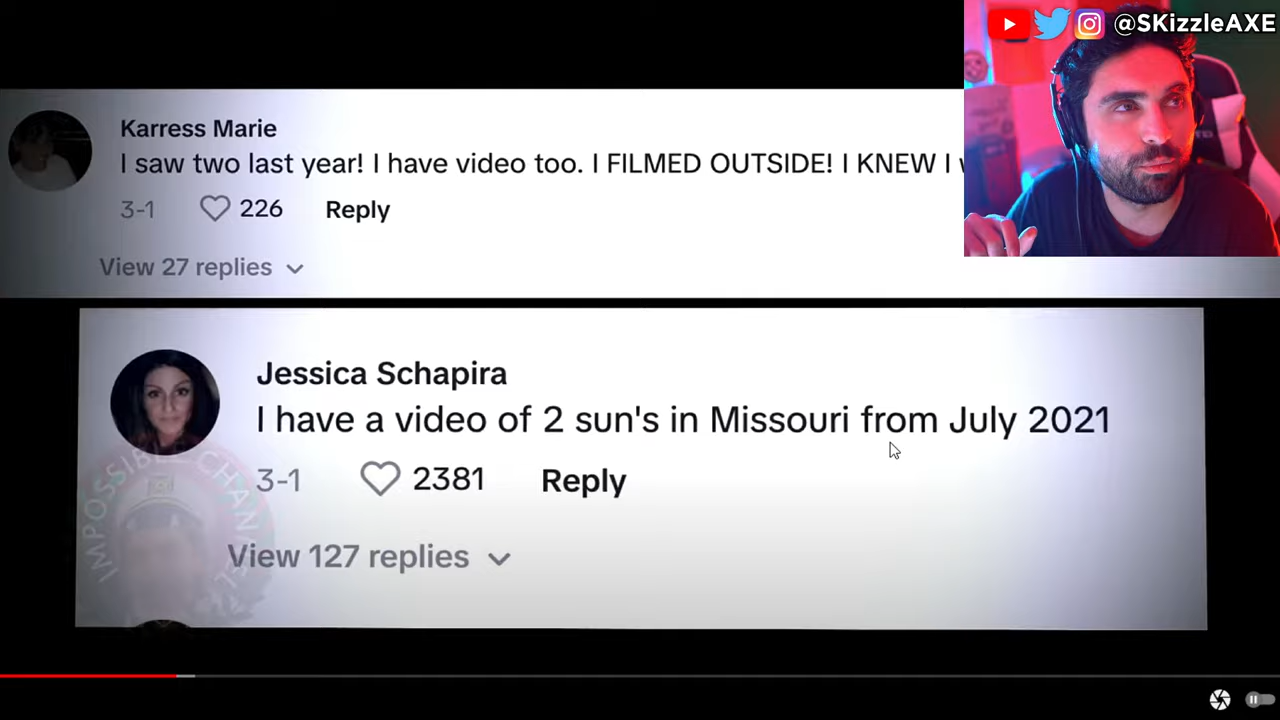 @SKizzleAXE
Karress Marie
I saw two last year! I have video too. I FILMED OUTSIDE! I KNEW I
3-1 226 Reply
View 27 replies
Jessica Schapira
I have a video of 2 sun's in Missouri from July 2021
3-1 2381 Reply
View 127 replies
IMPOSSIBLE CHANNEL